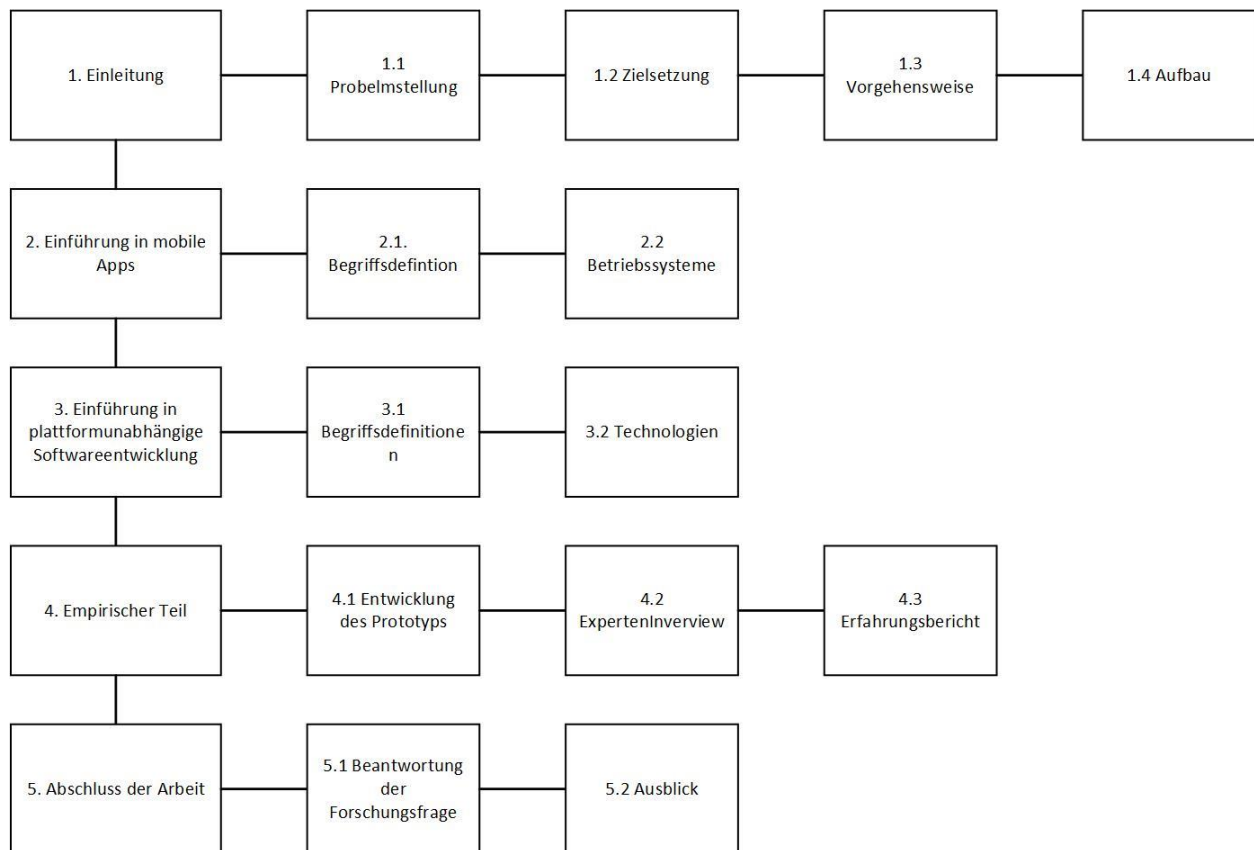 1. Einleitung
1.1
Probelmstellung
1.2 Zielsetzung
1.3
Vorgehensweise
1.4 Aufbau
2. Einführung in mobile
Apps
2.1.
Begriffsdefintion
2.2
Betriebssysteme
3. Einführung in
plattformunabhängige
Softwareentwicklung
3.1
Begriffsdefinitione
n
3.2 Technologien
4. Empirischer Teil
4.1 Entwicklung
des Prototyps
4.2
ExpertenInverview
4.3
Erfahrungsbericht
5. Abschluss der Arbeit
5.1 Beantwortung
der
Forschungsfrage
5.2 Ausblick